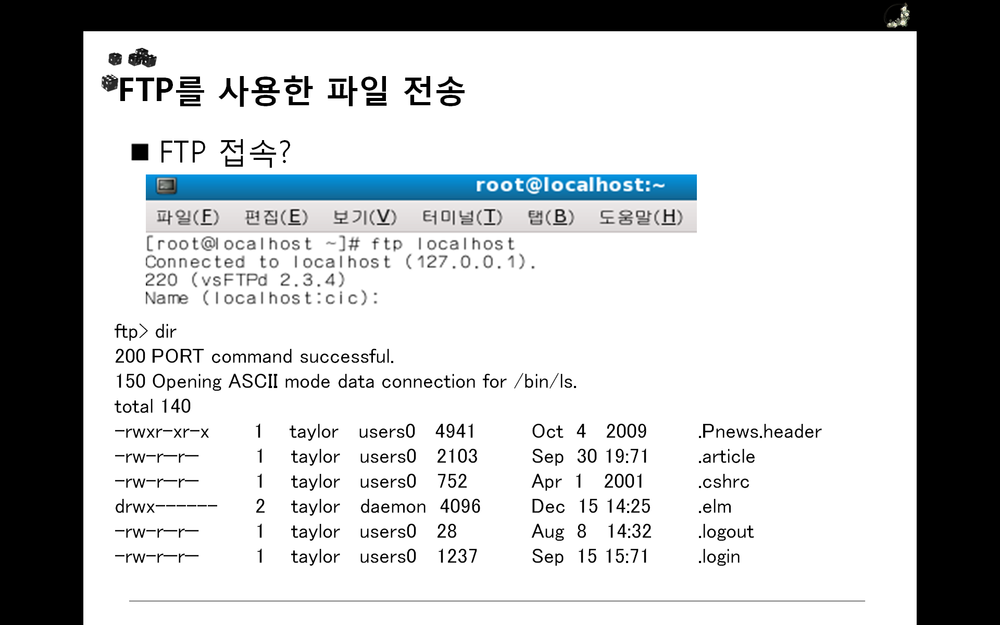 FTP를 사용한 파일 전송
■ FTP 접속?
root@localhost:~
파일(F) 편집(E) 보기(V) 터미널(T) 탭(B) 도움말(H)
[root@localhost ~]# ftp localhost
Connected to localhost (127.0.0.1).
220 (vsFTPd 2.3.4)
Name (localhost:cic):
ftp> dir
200 PORT command successful.
150 Opening ASCII mode data connection for /bin/ls.
total 140
-rwxr-xr-x 1 taylor users0 4941 Oct 4 2009 .Pnews.header
-rw-r—r— 1 taylor users0 2103 Sep 30 19:71 .article
-rw-r—r— 1 taylor users0 752 Apr 1 2001 .cshrc
drwx------ 2 taylor daemon 4096 Dec 15 14:25 .elm
-rw-r—r— 1 taylor users0 28 Aug 8 14:32 .logout
-rw-r—r— 1 taylor users0 1237 Sep 15 15:71 .login